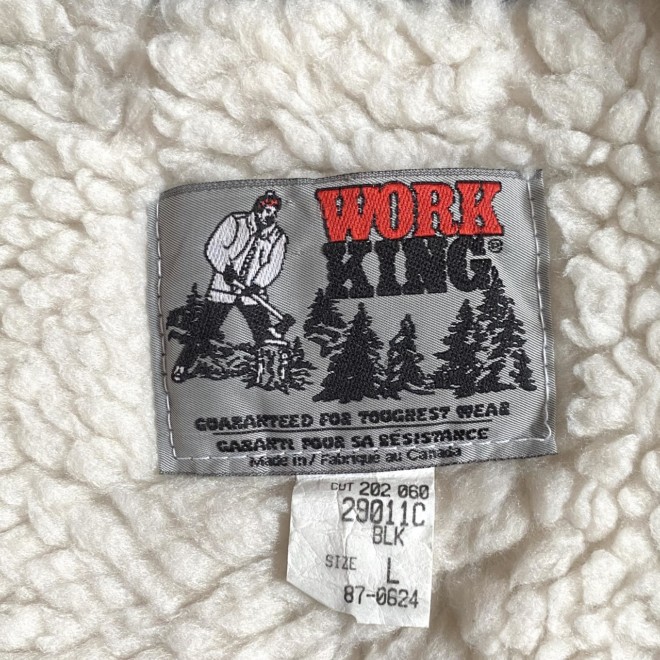 WORK
KING®
GUARANTEED FOR TOUGHEST WEAR
GARANTI POUR SA RÉSISTANCE
Made in / Fabriqué au Canada
CUT 202 060
29011C
BLK
SIZE L
87-0624